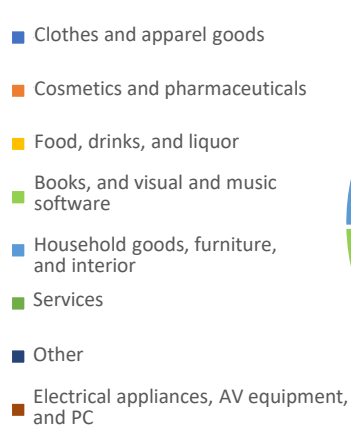 Clothes and apparel goods
Cosmetics and pharmaceuticals
Food, drinks, and liquor
Books, and visual and music
software
Household goods, furniture,
and interior
Services
Other
Electrical appliances, AV equipment,
and PC